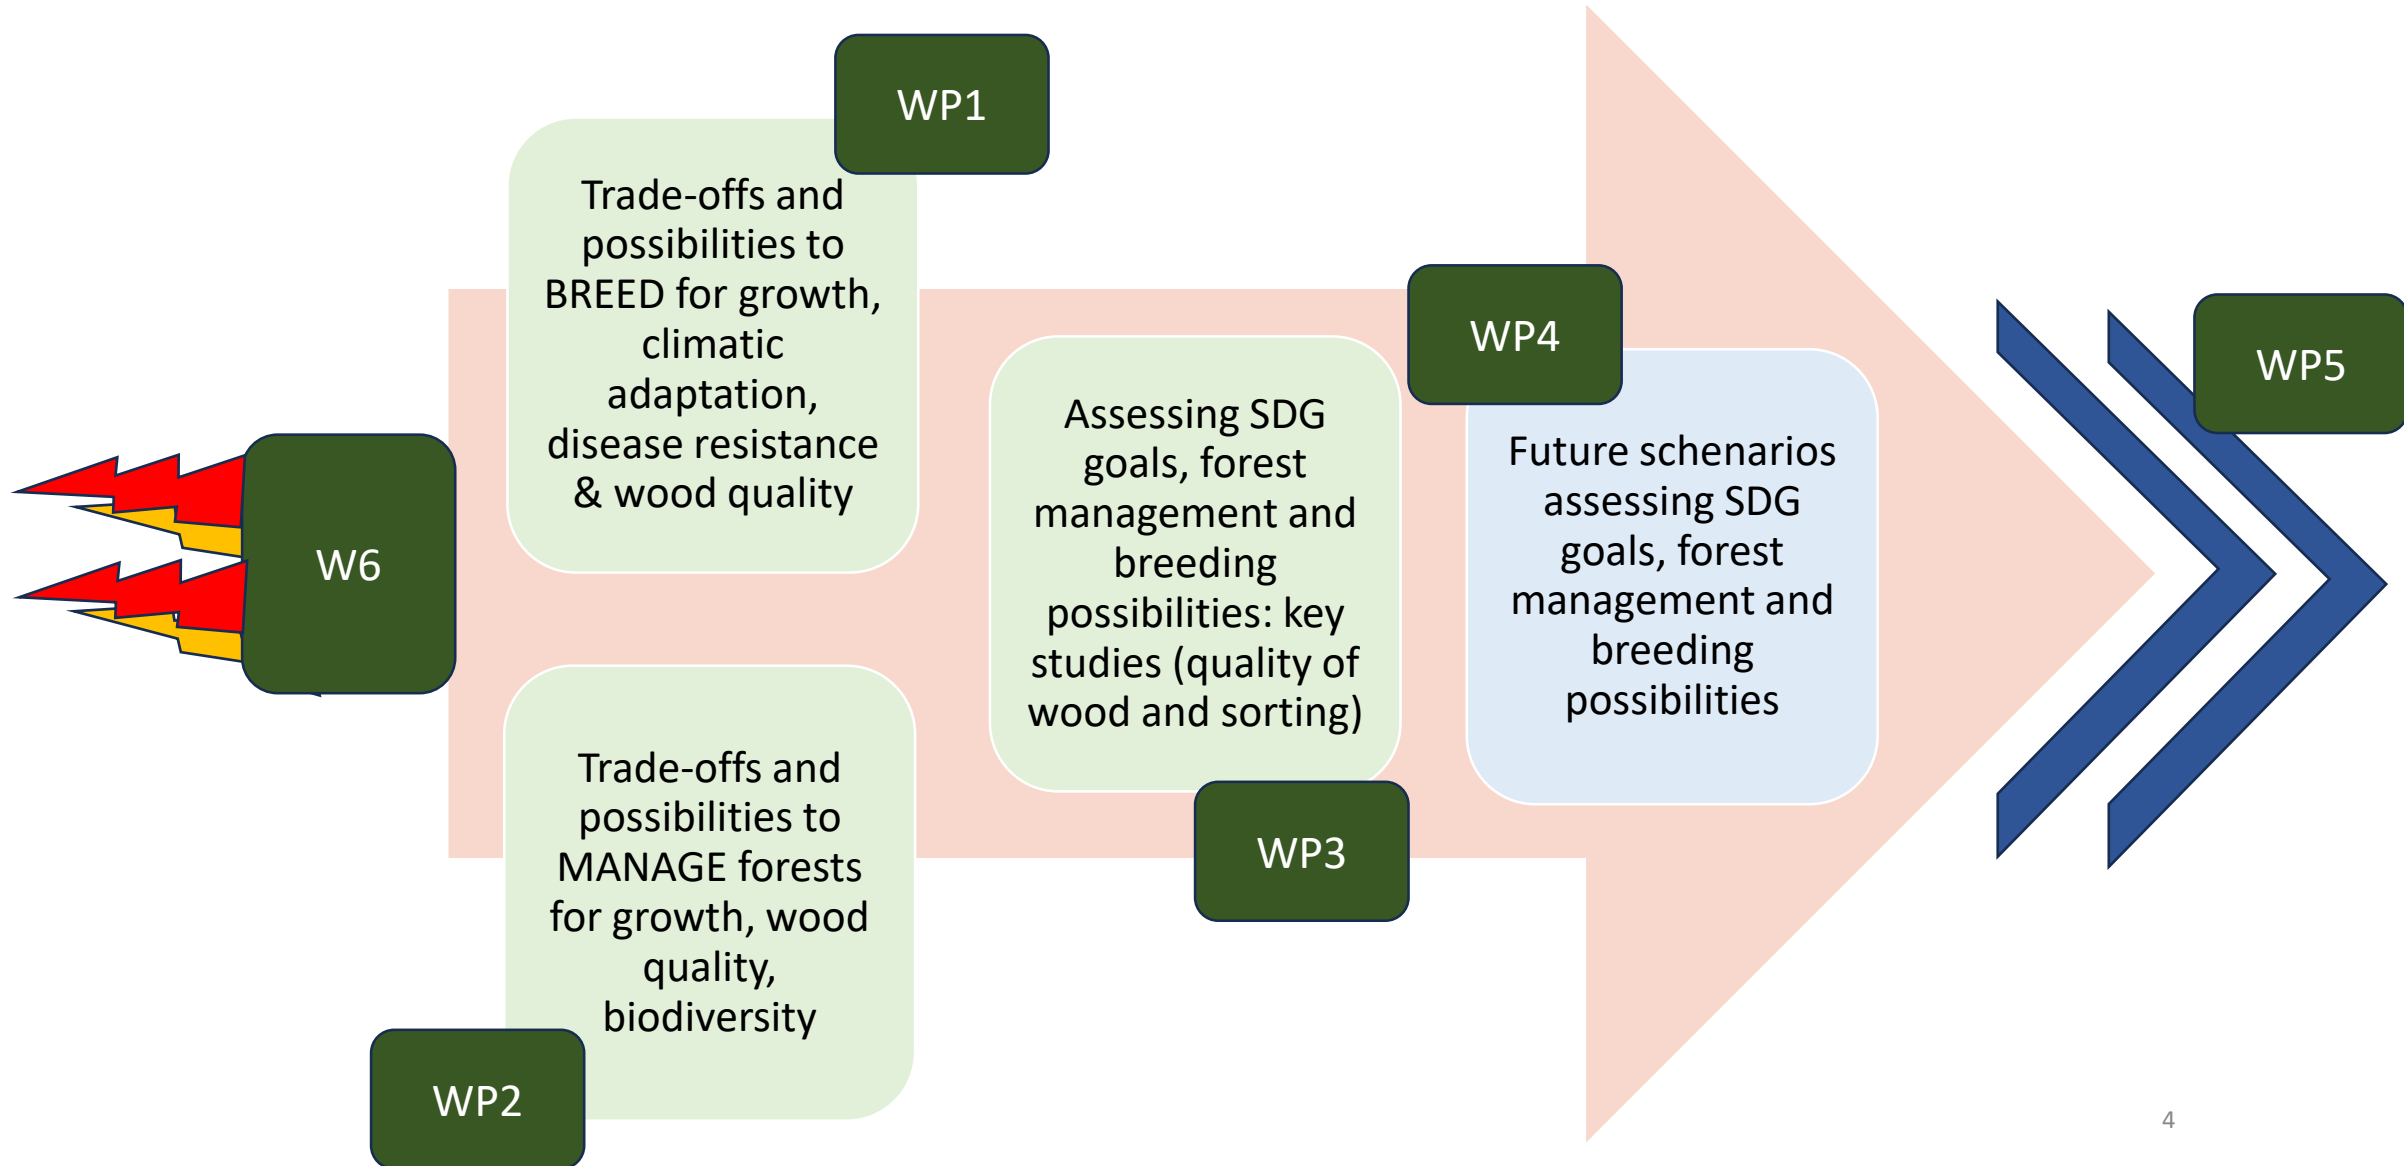 WP1
Trade-offs and
possibilities to
BREED for growth,
climatic
adaptation,
disease resistance
& wood quality
W6
Trade-offs and
possibilities to
MANAGE forests
for growth, wood
quality,
biodiversity
WP2
Assessing SDG
goals, forest
management and
breeding
possibilities: key
studies (quality of
wood and sorting)
WP3
WP4
Future schenarios
assessing SDG
goals, forest
management and
breeding
possibilities
WP5
4